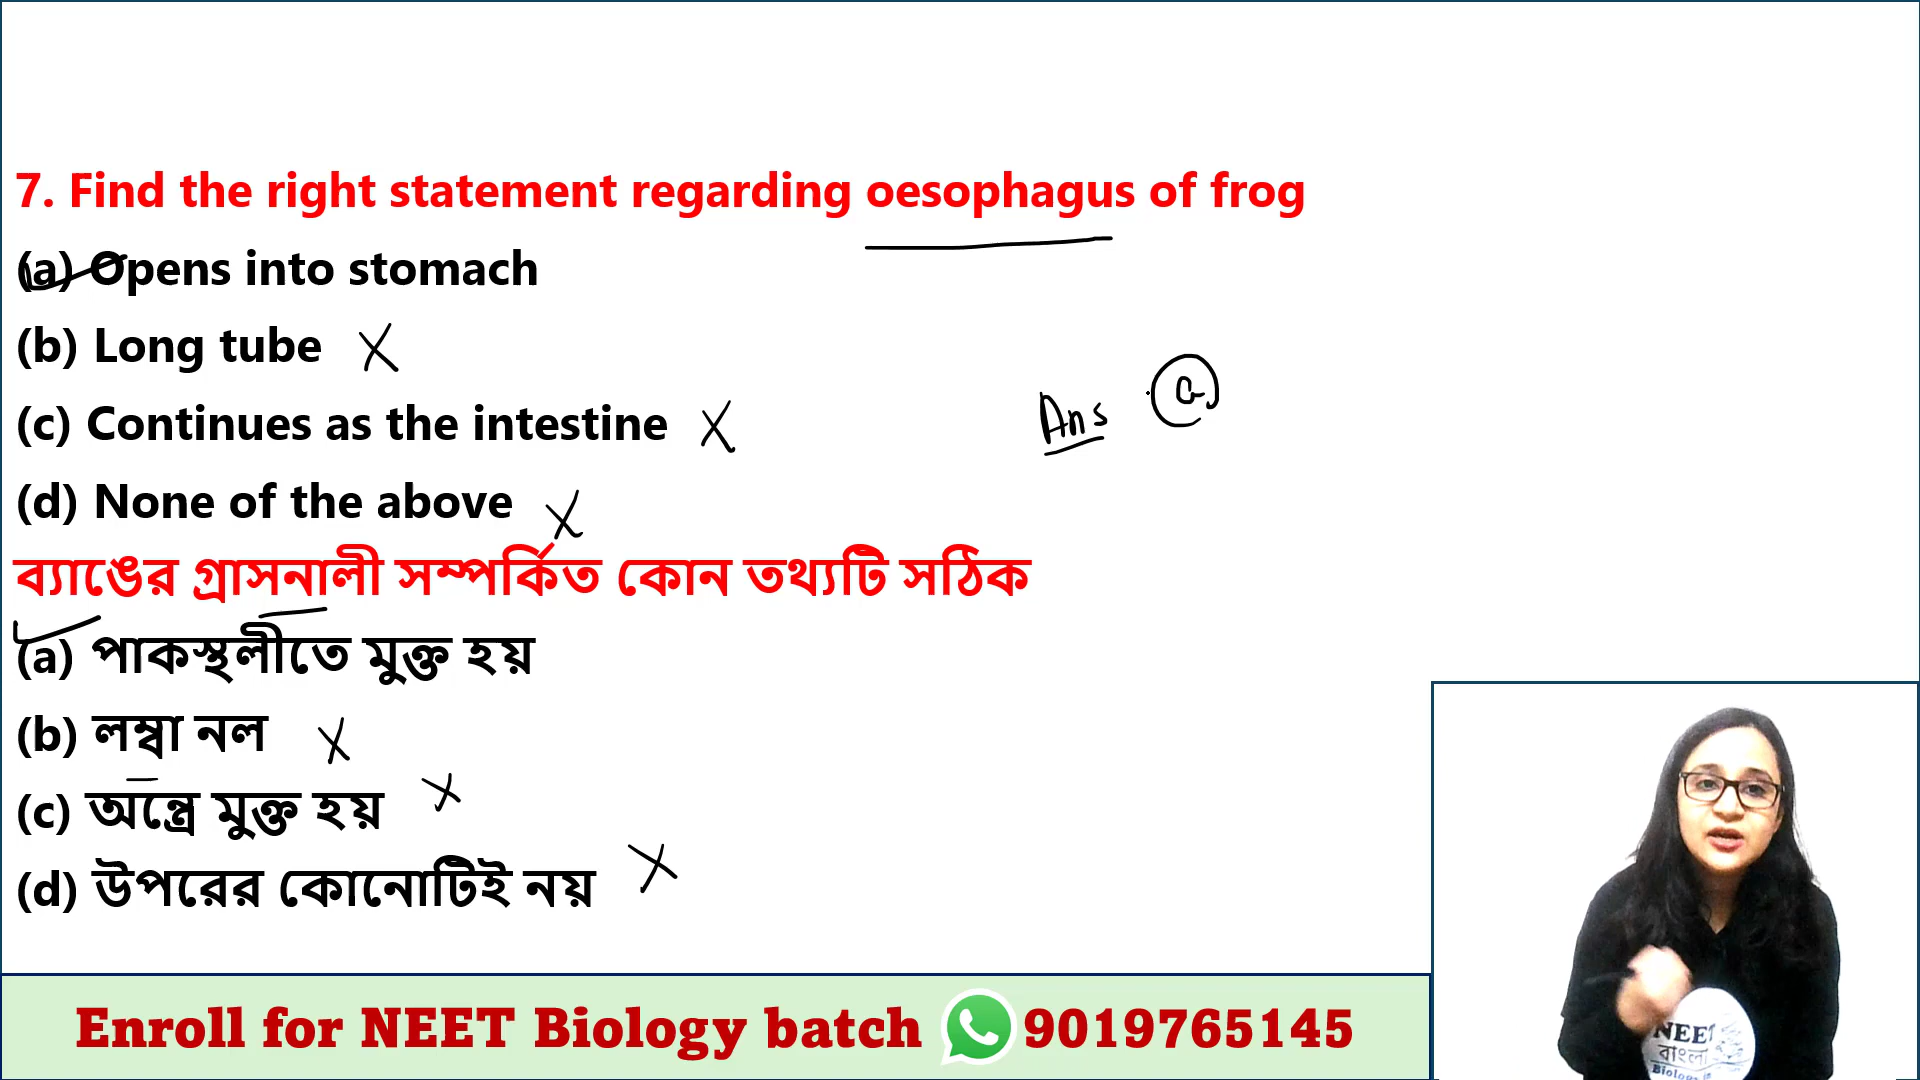 7. Find the right statement regarding oesophagus of frog
(a) Opens into stomach
(b) Long tube
(c) Continues as the intestine
(d) None of the above
Ans a
ব্যাঙের গ্রাসনালী সম্পর্কিত কোন তথ্যটি সঠিক
(a) পাকস্থলীতে মুক্ত হয়
(b) লম্বা নল
(c) অন্ত্রে মুক্ত হয়
(d) উপরের কোনোটিই নয়
Enroll for NEET Biology batch 9019765145
NEET
বাংলা